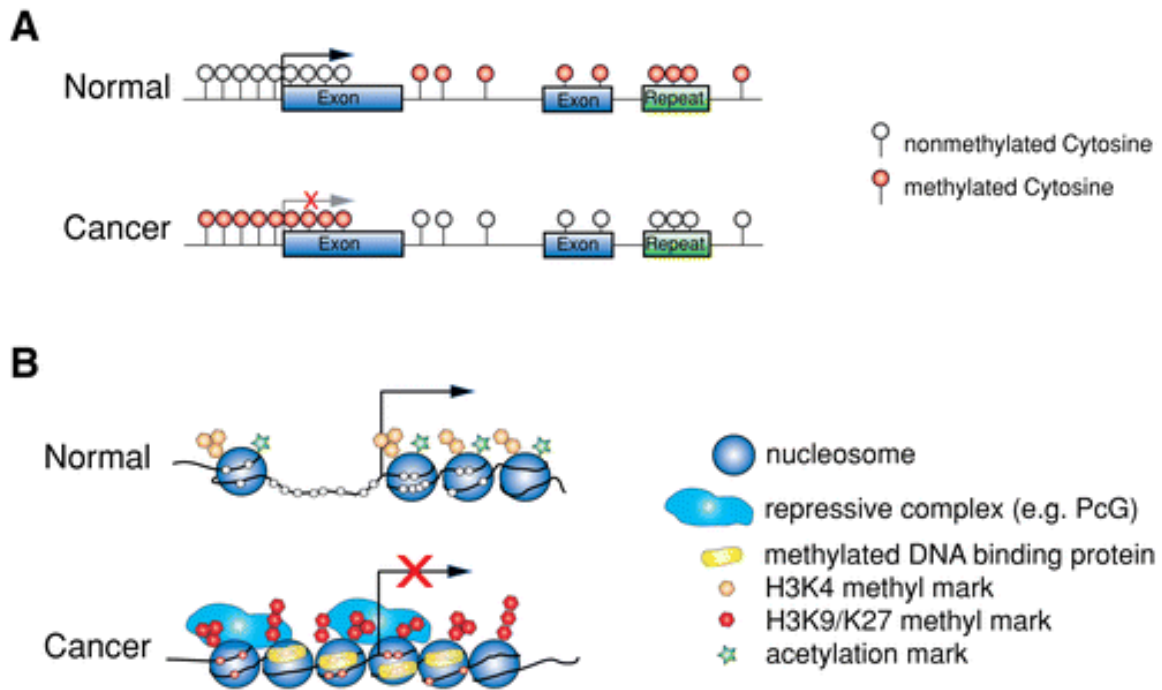 A
Normal
Exon
Exon
Repeat
nonmethylated Cytosine
methylated Cytosine
X
Cancer
Exon
Exon
Repeat
B
Normal
nucleosome
repressive complex (e.g. PcG)
methylated DNA binding protein
H3K4 methyl mark
H3K9/K27 methyl mark
acetylation mark
Cancer